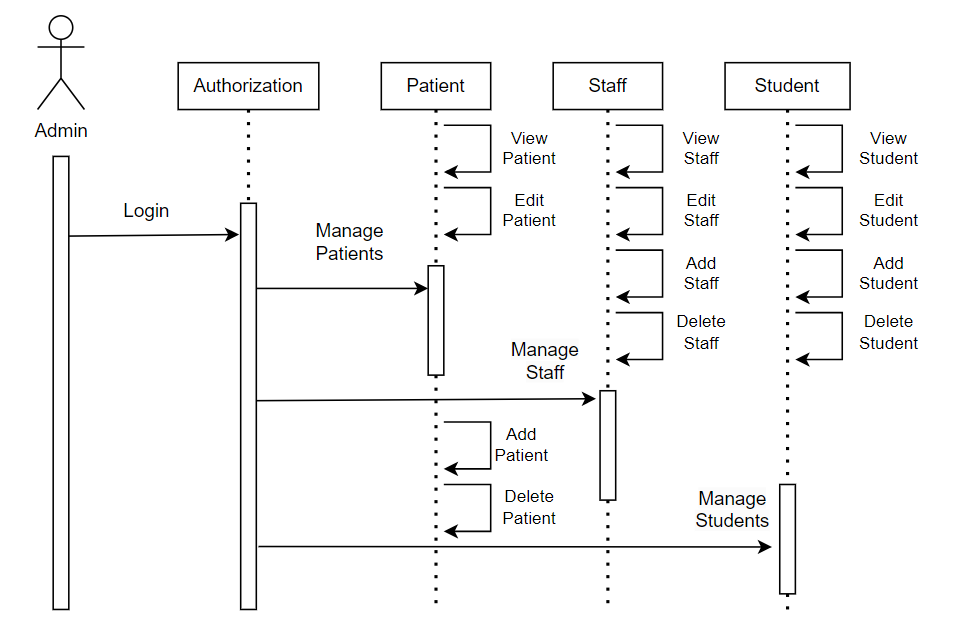 Admin
Authorization
Patient
Staff
Student
View
Patient
View
Staff
View
Student
Edit
Patient
Edit
Staff
Edit
Student
Login
Manage
Patients
Add
Staff
Add
Student
Delete
Staff
Delete
Student
Manage
Staff
Add
Patient
Delete
Patient
Manage
Students